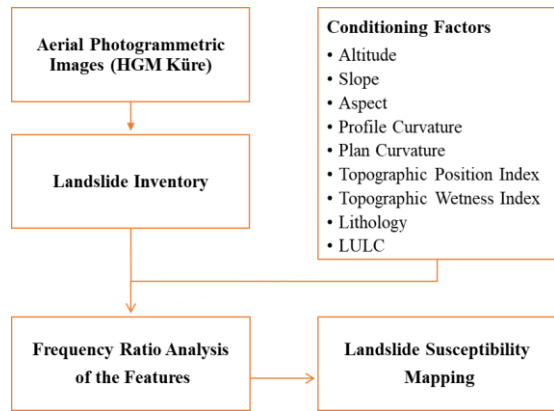 Aerial Photogrammetric
Images (HGM Küre)
Landslide Inventory
Conditioning Factors
• Altitude
• Slope
• Aspect
• Profile Curvature
• Plan Curvature
• Topographic Position Index
• Topographic Wetness Index
• Lithology
• LULC
Frequency Ratio Analysis
of the Features
Landslide Susceptibility
Mapping